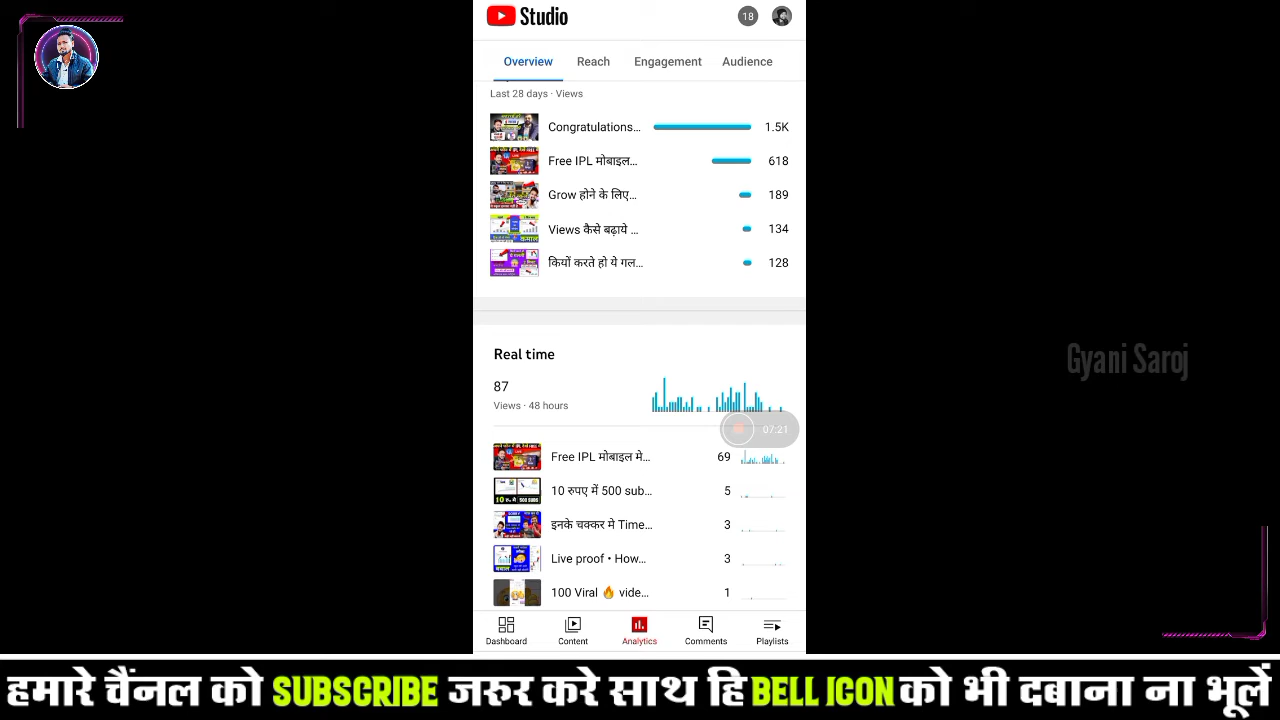 Studio
18
Overview Reach Engagement Audience
Last 28 days · Views
Congratulations... 1.5K
Free IPL मोबाइल... 618
Grow होने के लिए... 189
Views कैसे बढ़ाये ... 134
कियों करते हो ये गल... 128
Real time
87
Views · 48 hours
07:21
Free IPL मोबाइल मे... 69
10 रुपए में 500 sub... 5
इनके चक्कर मे Time... 3
Live proof • How... 3
100 Viral 🔥 vide... 1
Dashboard Content Analytics Comments Playlists
Gyani Saroj
हमारे चैंनल को SUBSCRIBE जरुर करे साथ हि BELL ICON को भी दबाना ना भूलें